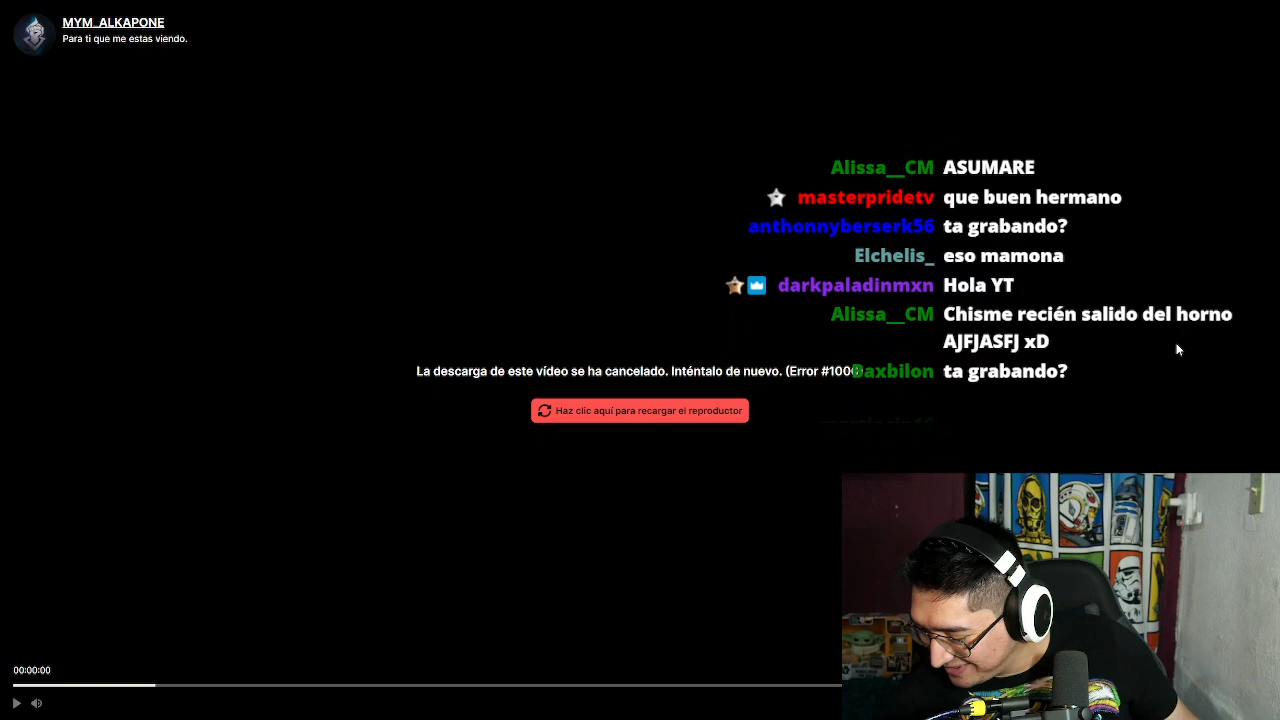 MYM_ALKAPONE
Para ti que me estas viendo.
Alissa__CM ASUMARE
masterpridetv que buen hermano
anthonnyberserk56 ta grabando?
Elchelis_ eso mamona
darkpaladinmxn Hola YT
Alissa__CM Chisme recién salido del horno
AJFJASFJ xD
La descarga de este vídeo se ha cancelado. Inténtalo de nuevo. (Error #1000)
Baxbilon ta grabando?
Haz clic aquí para recargar el reproductor
00:00:00